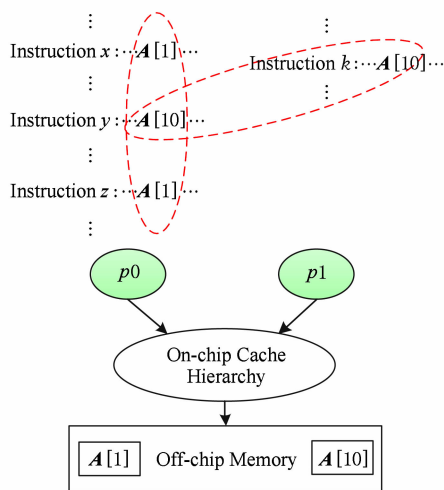 ⋮
Instruction x:⋯A[1]⋯
⋮
Instruction y:⋯A[10]⋯
⋮
Instruction z:⋯A[1]⋯
⋮
⋮
Instruction k:⋯A[10]⋯
⋮
p0
p1
On-chip Cache
Hierarchy
A[1] Off-chip Memory A[10]